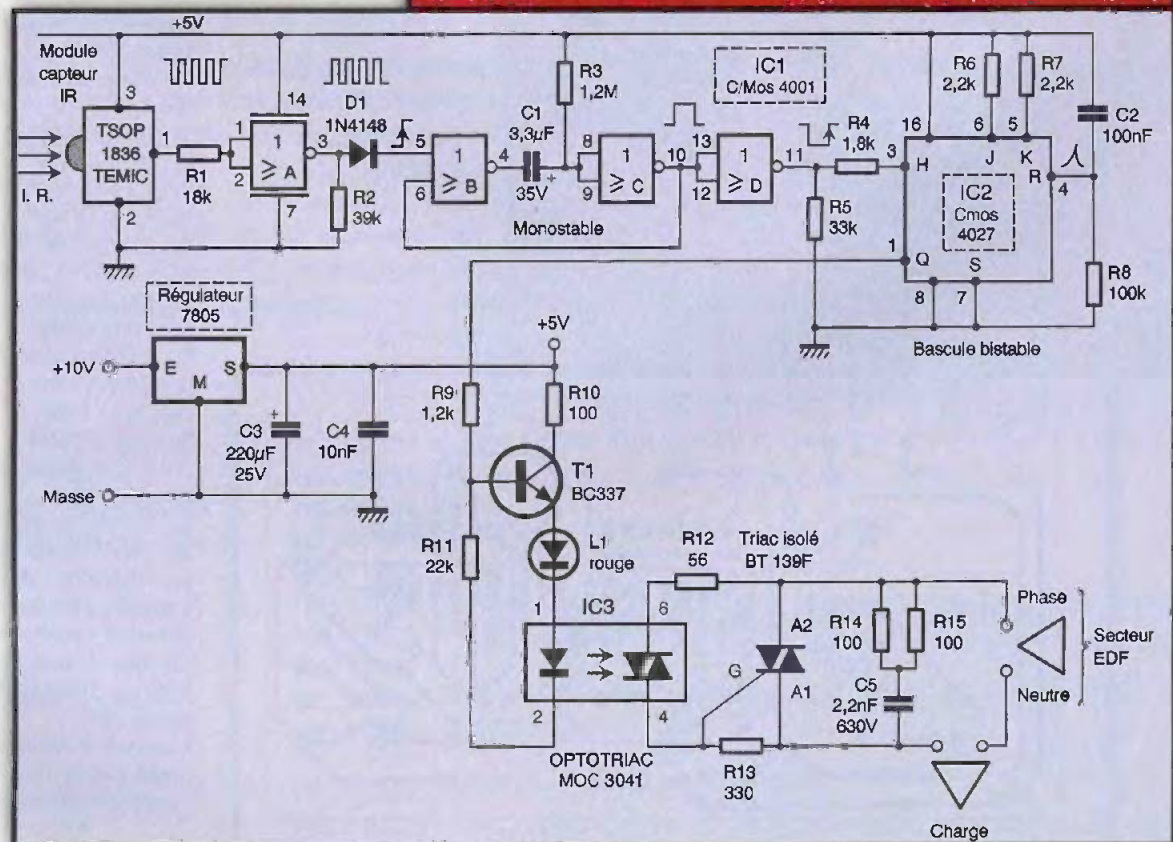 +5V
Module
capteur
IR
3
TSOP
1836
TEMIC
I. R.
1
2
R1
18k
14
1
2
1
≥ A
3
7
D1
1N4148
R2
39k
5
6
1
≥ B
4
C1
3,3µF
35V
+
R3
1,2M
8
9
1
≥ C
10
Monostable
IC1
C/Mos 4001
13
12
1
≥ D
11
R4
1,8k
R5
33k
R6
2,2k
R7
2,2k
C2
100nF
16
6
5
3
H
J
K
R
4
IC2
Cmos
4027
1
Q
S
8
7
R8
100k
Bascule bistable
Régulateur
7805
+10V
E
S
M
+
C3
220µF
25V
C4
10nF
Masse
+5V
R9
1,2k
R10
100
T1
BC337
L1
rouge
R11
22k
IC3
1
2
6
4
OPTOTRIAC
MOC 3041
R12
56
Triac isolé
BT 139F
A2
G
A1
R13
330
R14
100
R15
100
C5
2,2nF
630V
Phase
Neutre
Secteur
EDF
Charge